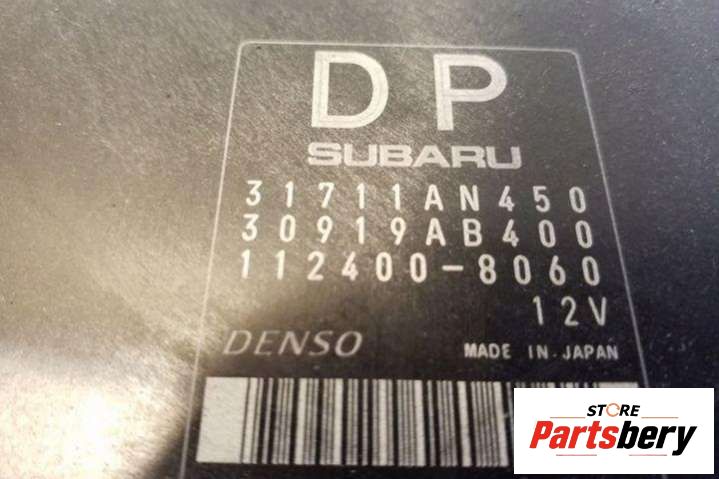 DP
SUBARU
31711AN450
30919AB400
112400-8060
12V
DENSO
MADE IN JAPAN
STORE
Partsbery